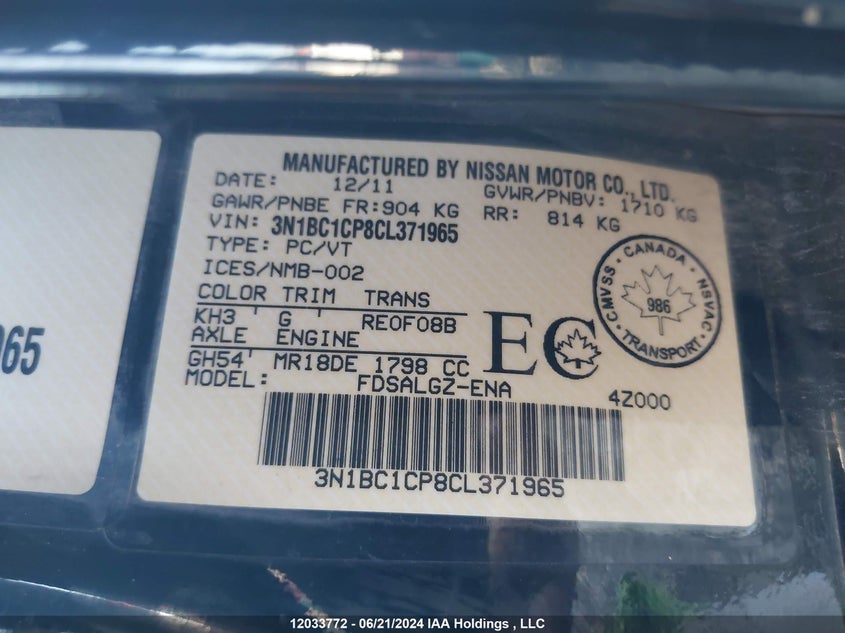 965
MANUFACTURED BY NISSAN MOTOR CO., LTD.
DATE: 12/11 GVWR/PNBV: 1710 KG
GAWR/PNBE FR:904 KG RR: 814 KG
VIN: 3N1BC1CP8CL371965
TYPE: PC/VT
ICES/NMB-002
COLOR TRIM TRANS
KH3 G RE0F08B
AXLE ENGINE
GH54 MR18DE 1798 CC
MODEL: FDSALGZ-ENA
EC
4Z000
CANADA
CMVSS · NSVAC
986
TRANSPORT
3N1BC1CP8CL371965
12033772 - 06/21/2024 IAA Holdings , LLC